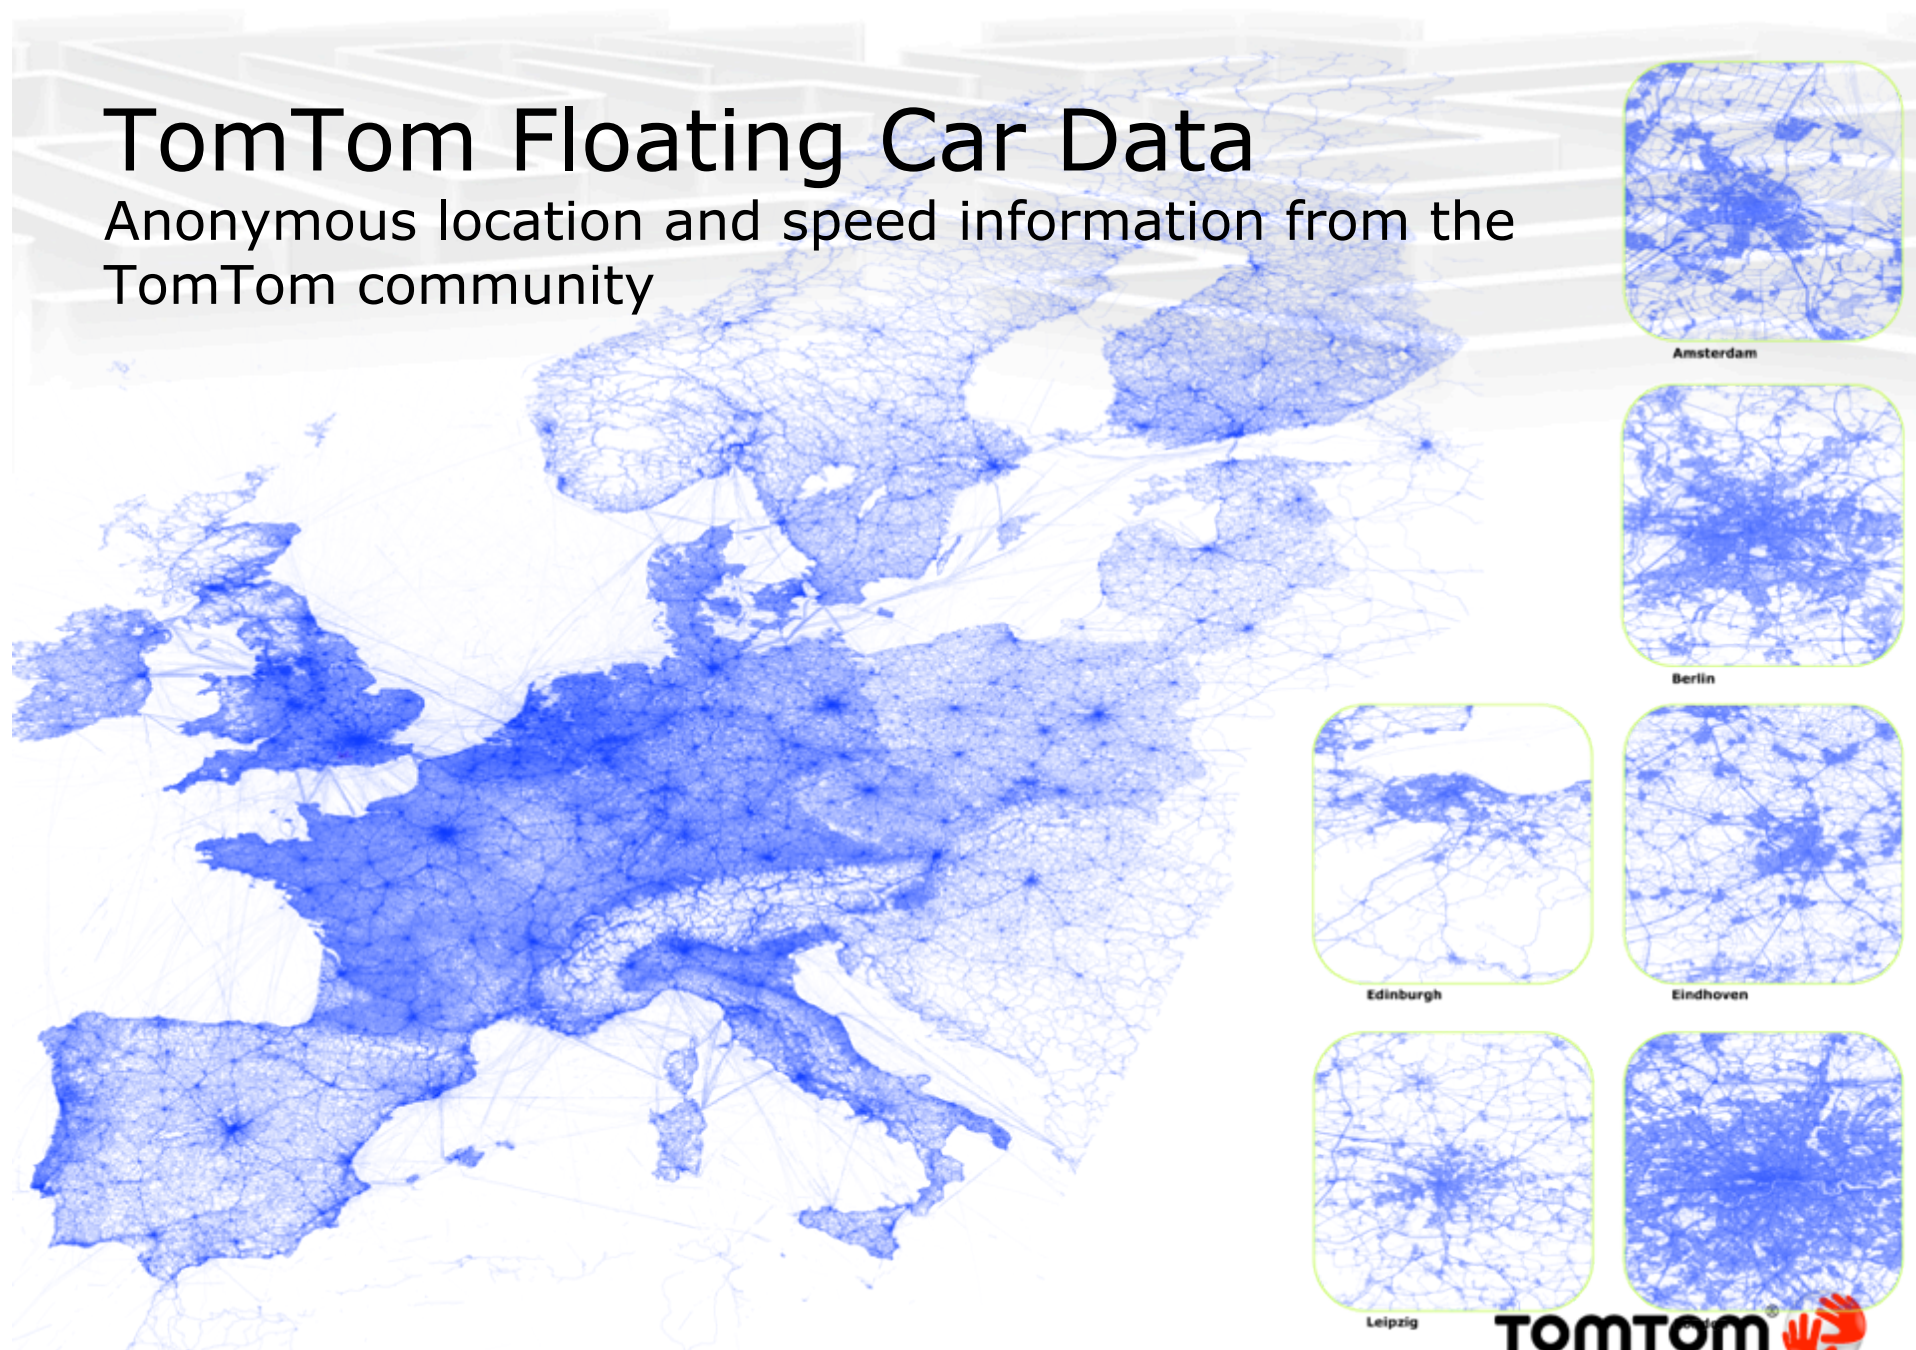 TomTom Floating Car Data
Anonymous location and speed information from the
TomTom community
Amsterdam
Berlin
Edinburgh
Eindhoven
Leipzig
TOMTOM®